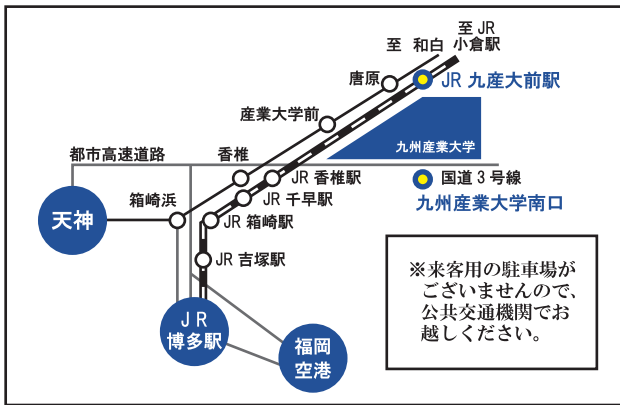 至 和白
至 JR
小倉駅
唐原
JR 九産大前駅
産業大学前
九州産業大学
都市高速道路
香椎
JR 香椎駅
国道3号線
九州産業大学南口
箱崎浜
JR 千早駅
天神
JR 箱崎駅
JR 吉塚駅
JR
博多駅
福岡
空港
※来客用の駐車場が
ございませんので、
公共交通機関でお
越しください。